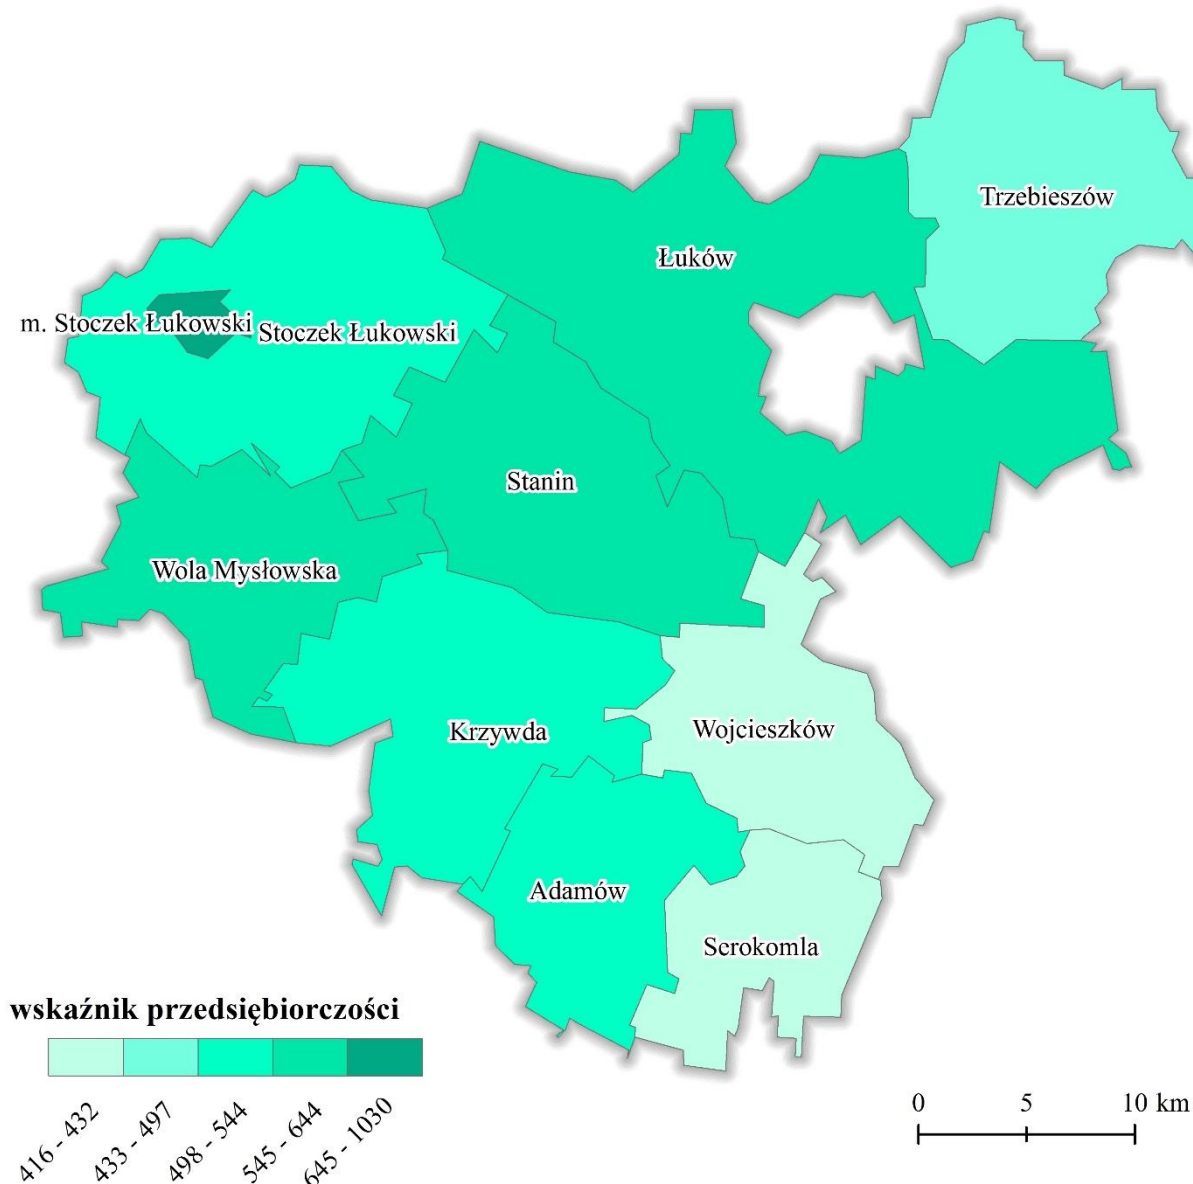 Trzebieszów
Łuków
m. Stoczek Łukowski
Stoczek Łukowski
Stanin
Wola Mysłowska
Krzywda
Wojcieszków
Adamów
Serokomla
wskaźnik przedsiębiorczości
416 - 432
433 - 497
498 - 544
545 - 644
645 - 1030
0 5 10 km